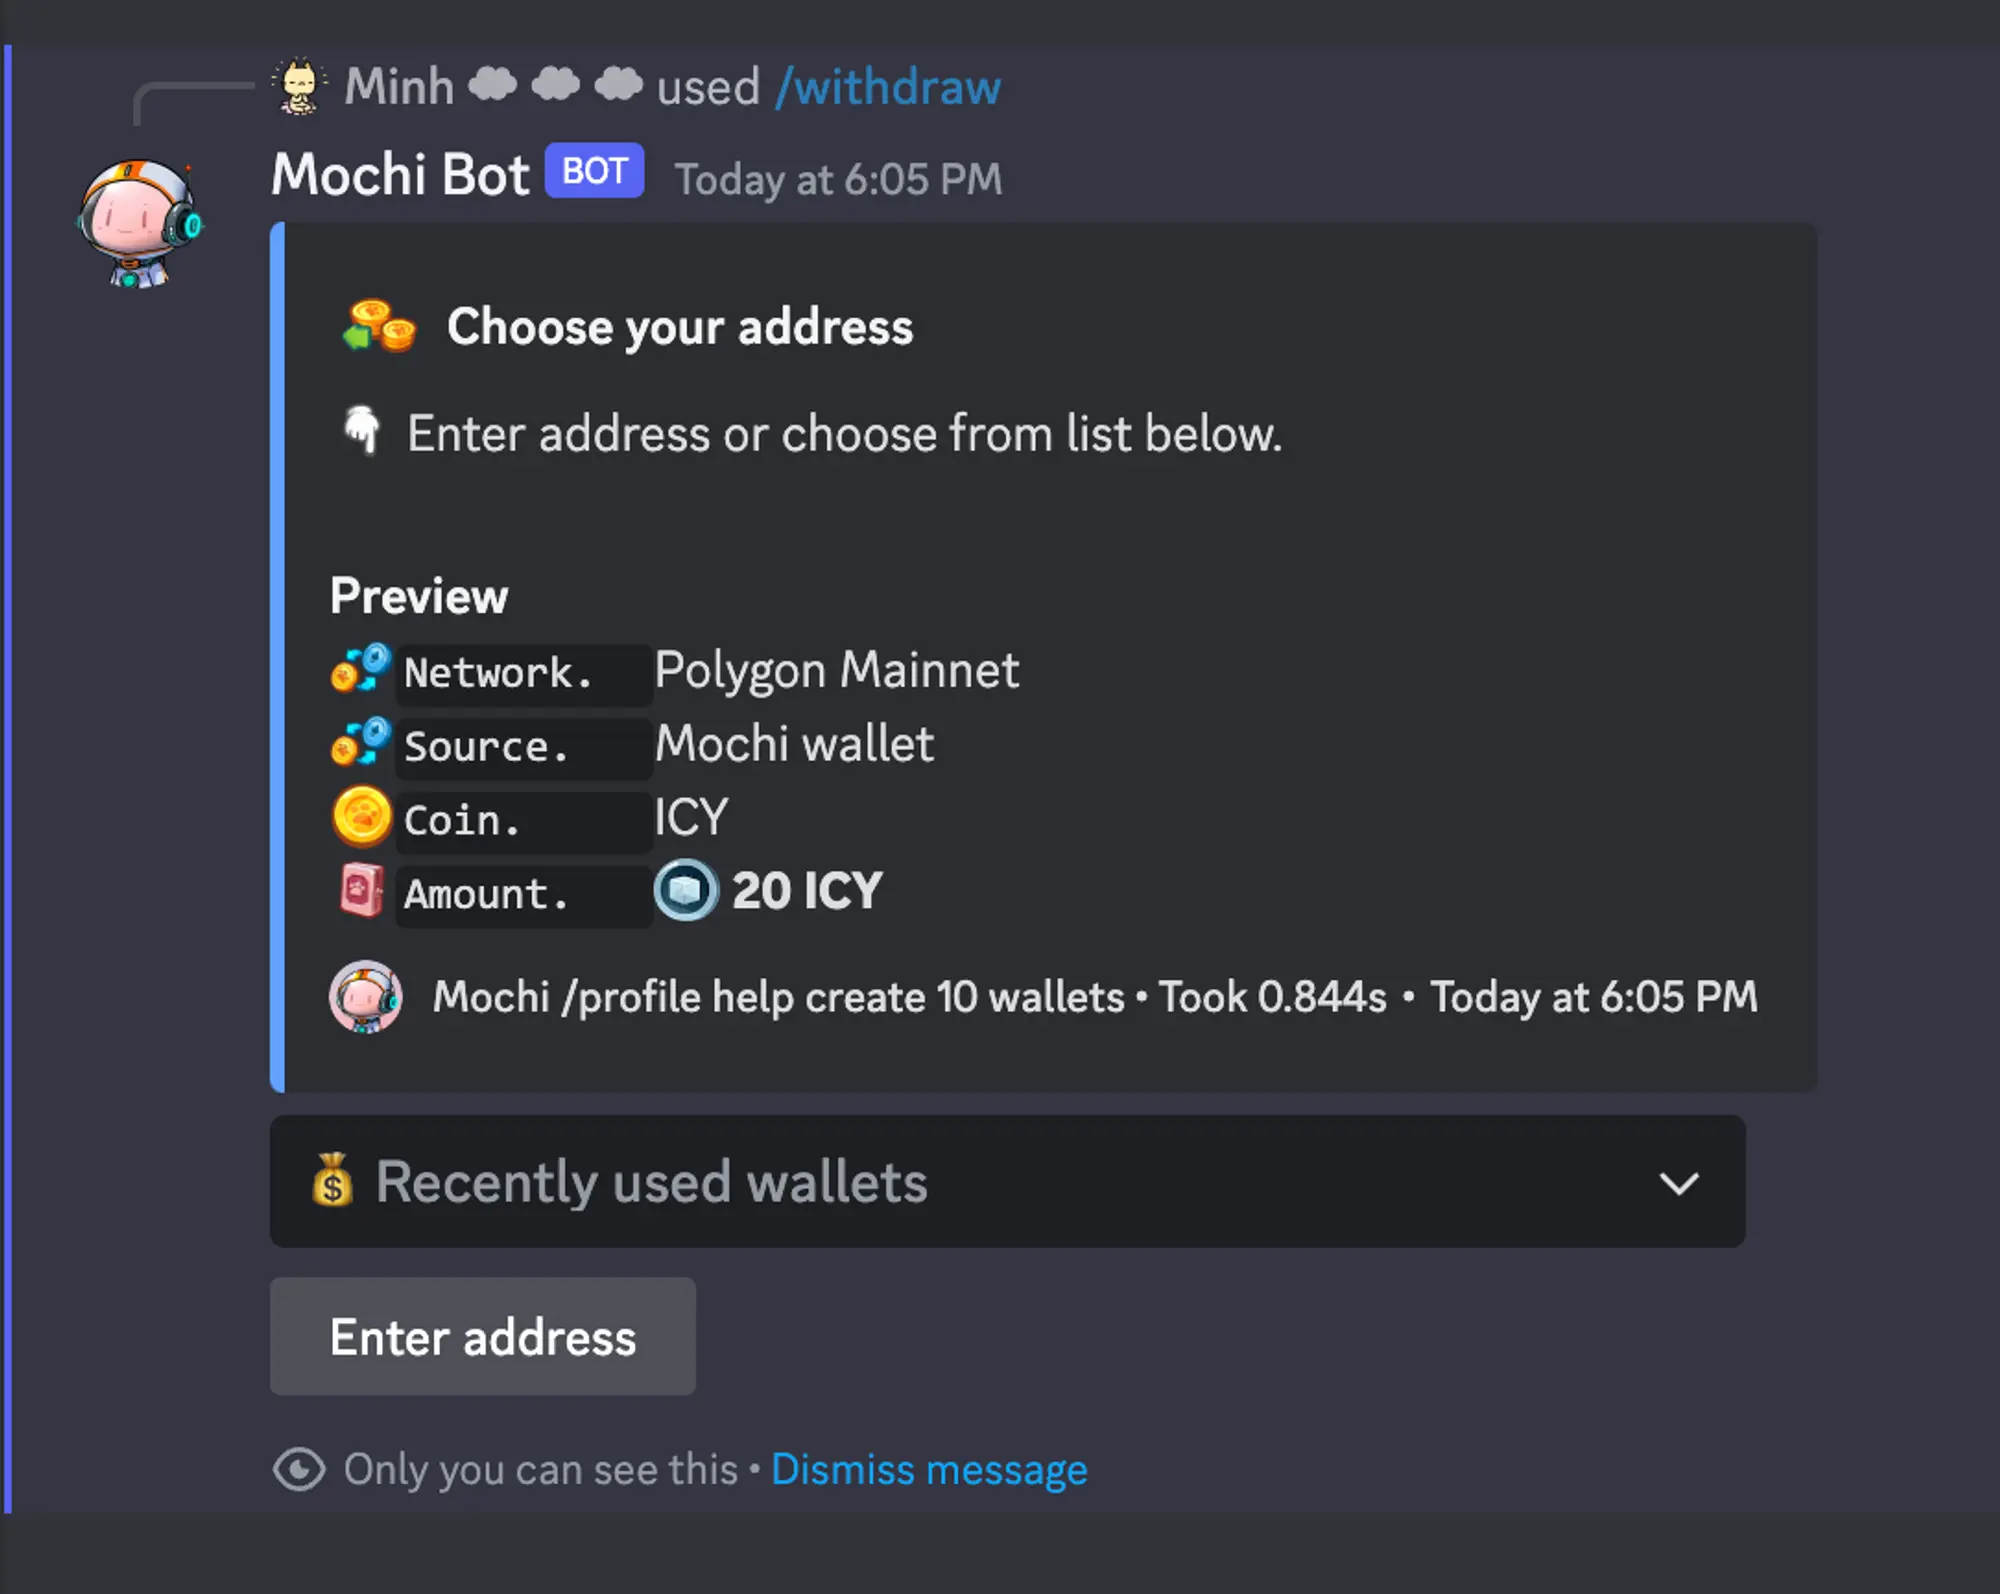 Minh used /withdraw
Mochi Bot BOT Today at 6:05 PM
Choose your address
Enter address or choose from list below.
Preview
Network. Polygon Mainnet
Source. Mochi wallet
Coin. ICY
Amount. 20 ICY
Mochi /profile help create 10 wallets • Took 0.844s • Today at 6:05 PM
Recently used wallets
Enter address
Only you can see this • Dismiss message